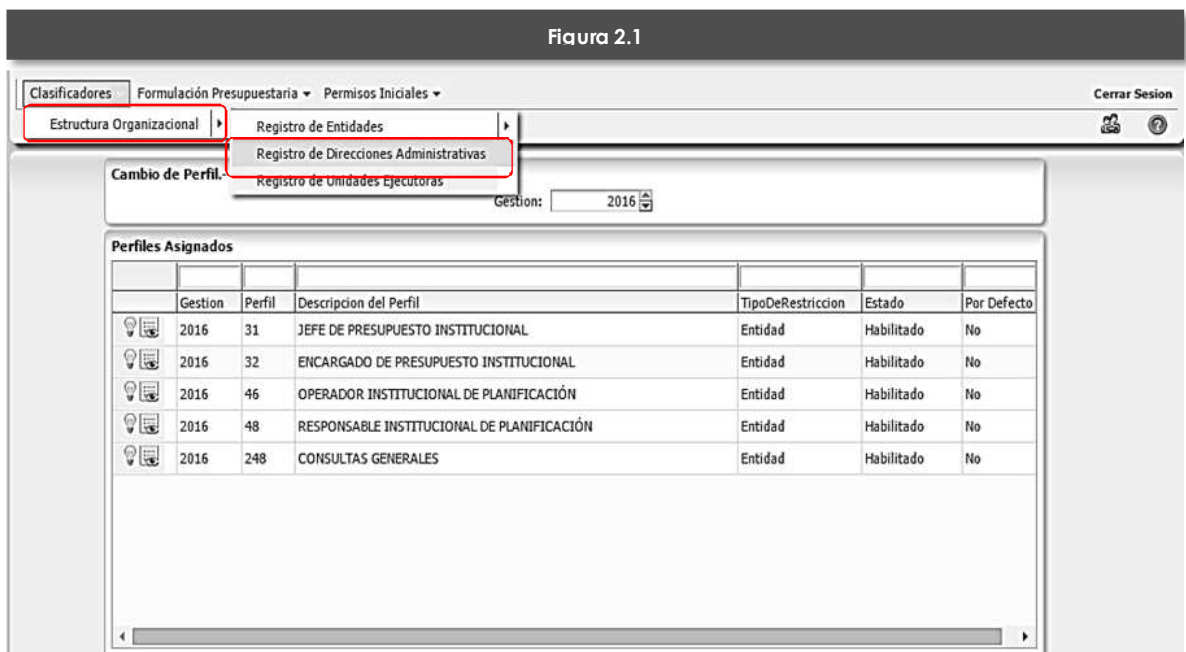 Figura 2.1
Clasificadores Formulación Presupuestaria Permisos Iniciales Cerrar Sesion
Estructura Organizacional Registro de Entidades
Registro de Direcciones Administrativas
Cambio de Perfil.- Registro de Unidades Ejecutoras
Gestion: 2016
Perfiles Asignados
Gestion Perfil Descripcion del Perfil TipoDeRestriccion Estado Por Defecto
2016 31 JEFE DE PRESUPUESTO INSTITUCIONAL Entidad Habilitado No
2016 32 ENCARGADO DE PRESUPUESTO INSTITUCIONAL Entidad Habilitado No
2016 46 OPERADOR INSTITUCIONAL DE PLANIFICACIÓN Entidad Habilitado No
2016 48 RESPONSABLE INSTITUCIONAL DE PLANIFICACIÓN Entidad Habilitado No
2016 248 CONSULTAS GENERALES Entidad Habilitado No